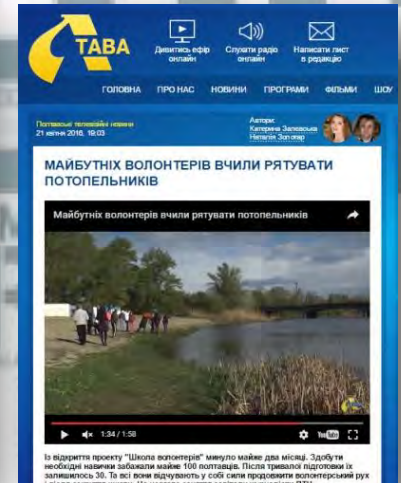 ТАВА
Дивитись ефір онлайн
Слухати радіо онлайн
Написати лист в редакцію
ГОЛОВНА ПРО НАС НОВИНИ ПРОГРАМИ ФІЛЬМИ ШОУ
Полтавські телевізійні новини
21 квітня 2016, 19:03
Автори:
Катерина Залевська
Наталія Золотар
МАЙБУТНІХ ВОЛОНТЕРІВ ВЧИЛИ РЯТУВАТИ
ПОТОПЕЛЬНИКІВ
Майбутніх волонтерів вчили рятувати потопельників
1:34 / 1:58
YouTube
Із відкриття проекту "Школа волонтерів" минуло майже два місяці. Здобути
необхідні навички забажали майже 100 полтавців. Після тривалої підготовки їх
залишилось 30. Та всі вони відчувають у собі сили продовжити волонтерський рух